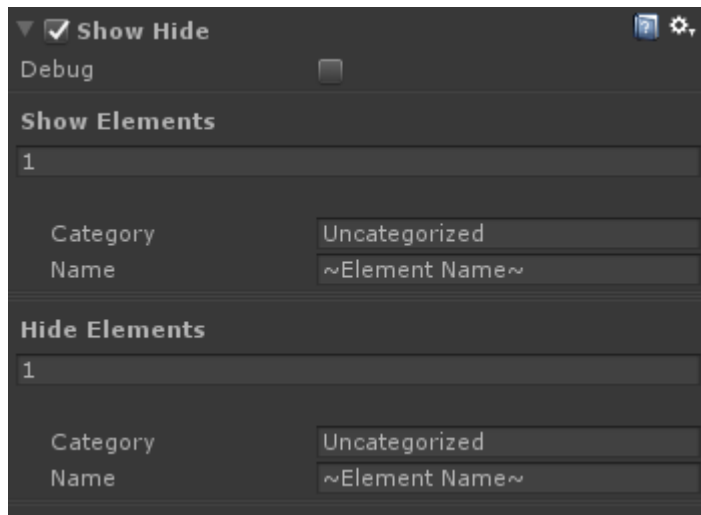 Show Hide
Debug
Show Elements
1
Category Uncategorized
Name ~Element Name~
Hide Elements
1
Category Uncategorized
Name ~Element Name~